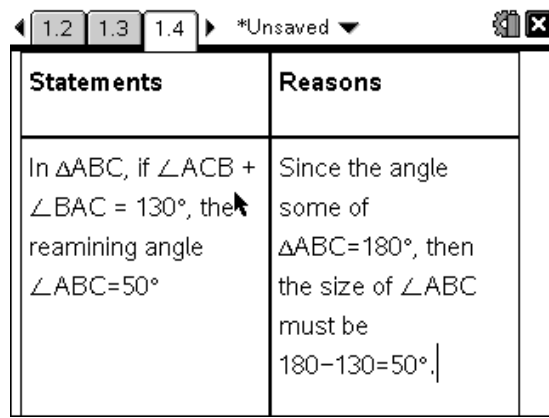 1.2 1.3 1.4 *Unsaved
Statements
Reasons
In ΔABC, if ∠ACB +
∠BAC = 130°, the
reamining angle
∠ABC=50°
Since the angle
some of
ΔABC=180°, then
the size of ∠ABC
must be
180−130=50°.